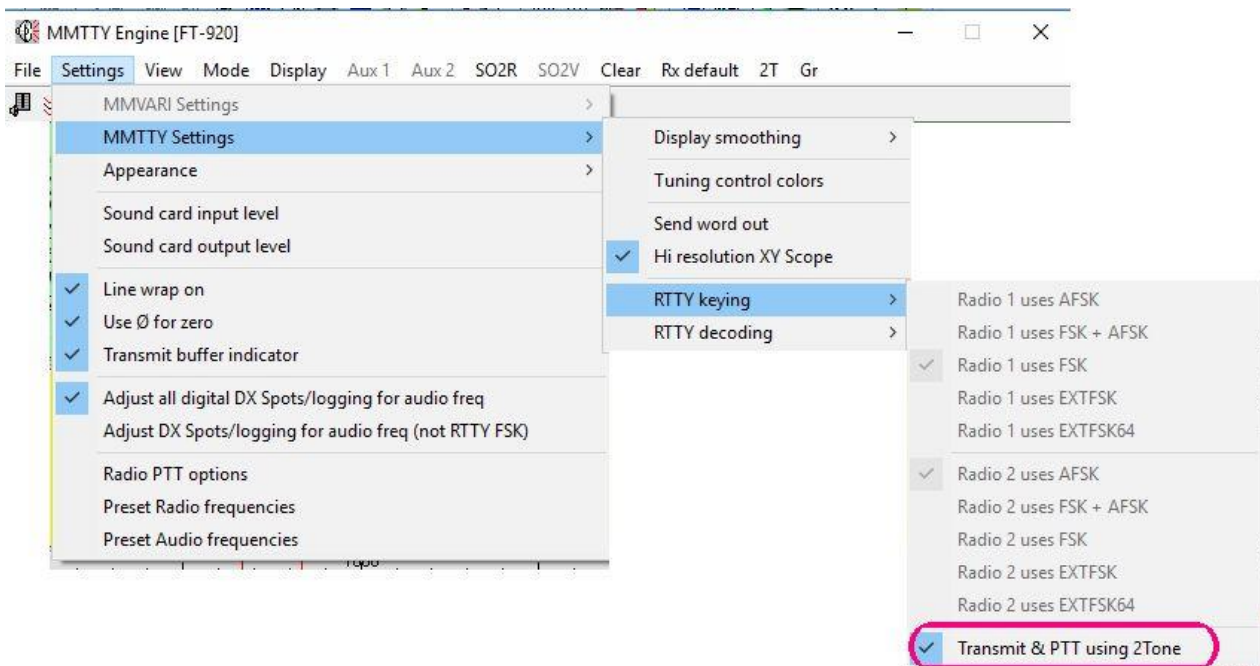 MMTTY Engine [FT-920]
File Settings View Mode Display Aux 1 Aux 2 SO2R SO2V Clear Rx default 2T Gr
MMVARI Settings
MMTTY Settings
Appearance
Sound card input level
Sound card output level
Line wrap on
Use Ø for zero
Transmit buffer indicator
Adjust all digital DX Spots/logging for audio freq
Adjust DX Spots/logging for audio freq (not RTTY FSK)
Radio PTT options
Preset Radio frequencies
Preset Audio frequencies
Display smoothing
Tuning control colors
Send word out
Hi resolution XY Scope
RTTY keying
RTTY decoding
Radio 1 uses AFSK
Radio 1 uses FSK + AFSK
Radio 1 uses FSK
Radio 1 uses EXTFSK
Radio 1 uses EXTFSK64
Radio 2 uses AFSK
Radio 2 uses FSK + AFSK
Radio 2 uses FSK
Radio 2 uses EXTFSK
Radio 2 uses EXTFSK64
Transmit & PTT using 2Tone